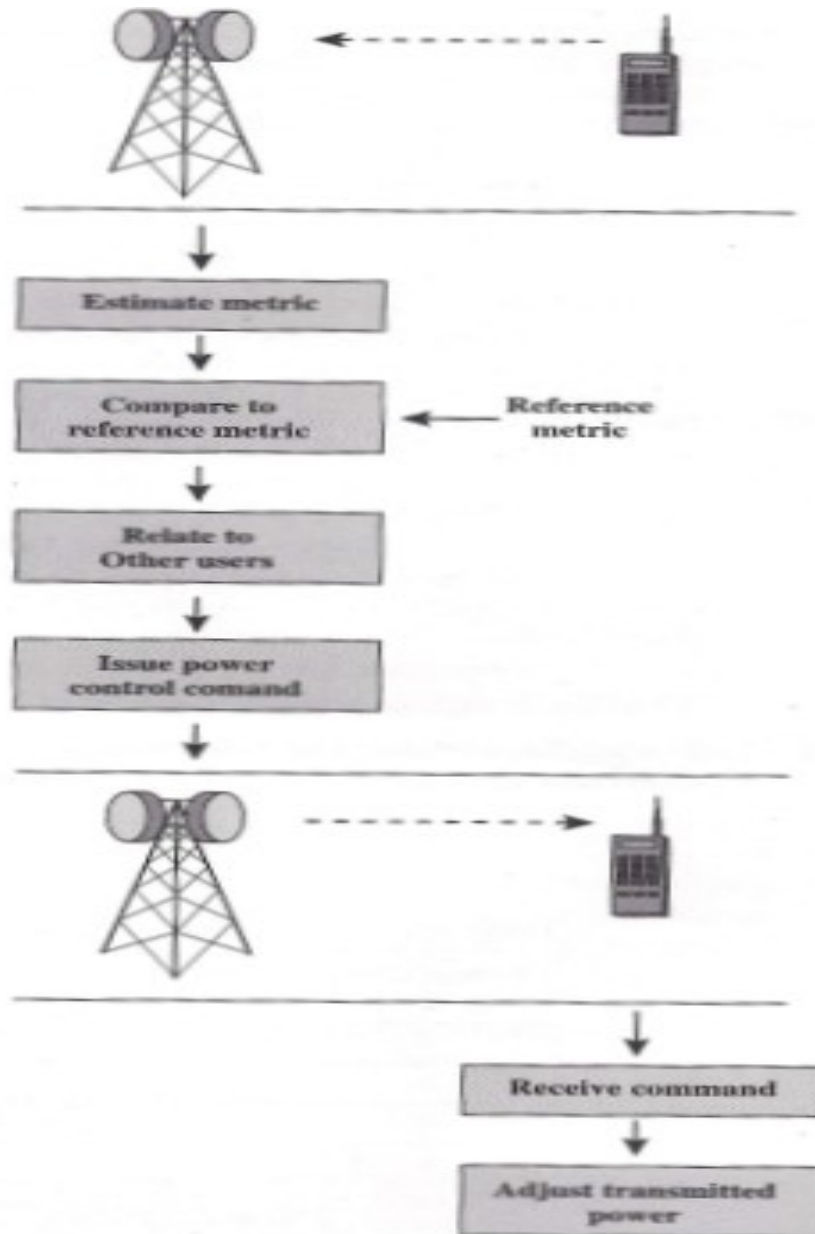 Estimate metric
Compare to
reference metric
Reference
metric
Relate to
Other users
Issue power
control comand
Receive command
Adjust transmitted
power